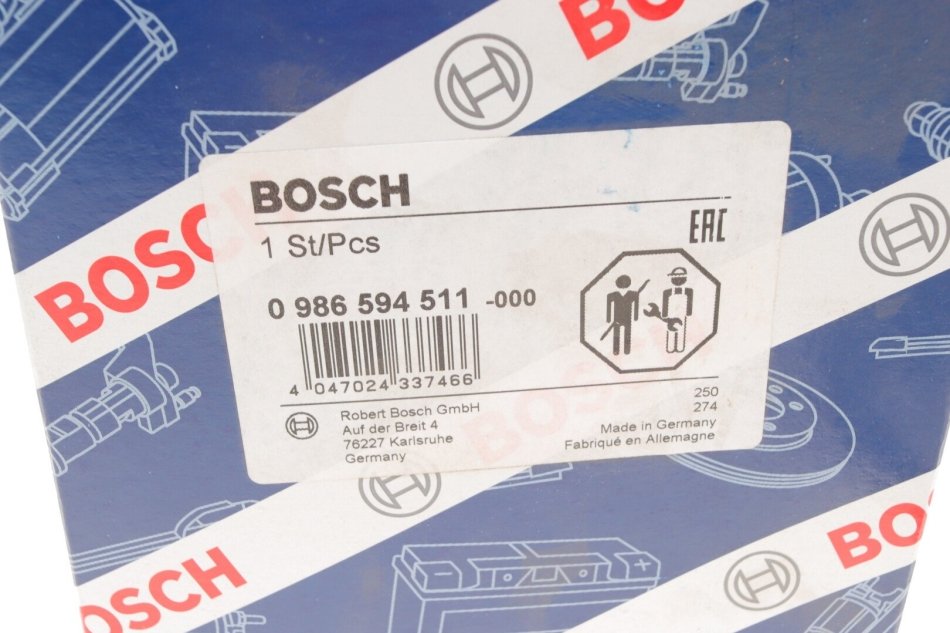 BOSCH
BOSCH
BOSCH
1 St/Pcs
EAC
0 986 594 511 -000
4 047024 337466
Robert Bosch GmbH
Auf der Breit 4
76227 Karlsruhe
Germany
250
274
Made in Germany
Fabriqué en Allemagne
BOSCH
BOSCH
BO